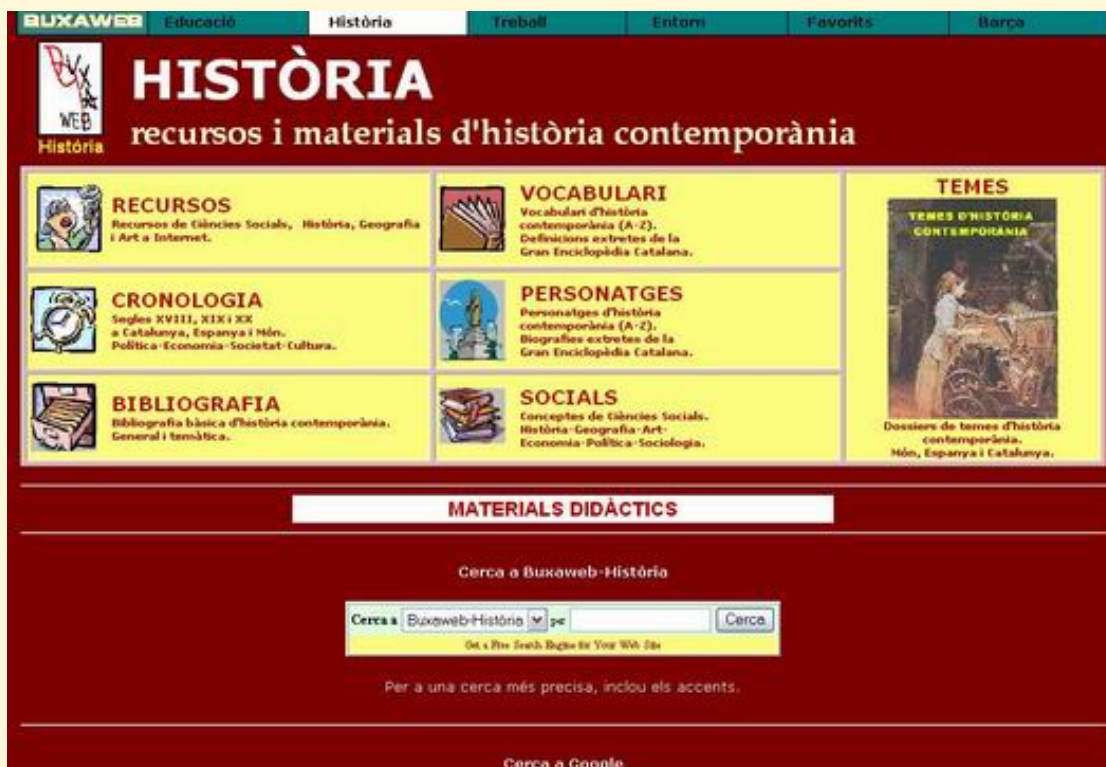 BUXAWEB Educació Història Treball Entorn Favorits Barça
BUXA
WEB
Història
HISTÒRIA
recursos i materials d'història contemporània
RECURSOS
Recursos de Ciències Socials, Història, Geografia
i Art a Internet.
VOCABULARI
Vocabulari d'història
contemporània (A-Z).
Definicions extretes de la
Gran Enciclopèdia Catalana.
CRONOLOGIA
Segles XVIII, XIX i XX
a Catalunya, Espanya i Món.
Política-Economia-Societat-Cultura.
PERSONATGES
Personatges d'història
contemporània (A-Z).
Biografies extretes de la
Gran Enciclopèdia Catalana.
BIBLIOGRAFIA
Bibliografia bàsica d'història contemporània.
General i temàtica.
SOCIALS
Conceptes de Ciències Socials.
Història-Geografia-Art-
Economia-Política-Sociologia.
TEMES
TEMES D'HISTÒRIA
CONTEMPORÀNIA
Dossiers de temes d'història
contemporània.
Món, Espanya i Catalunya.
MATERIALS DIDÀCTICS
Cerca a Buxaweb-Història
Cerca a Buxaweb-Història per Cerca
Get a Free Search Engine for Your Web Site
Per a una cerca més precisa, inclou els accents.
Cerca a Google